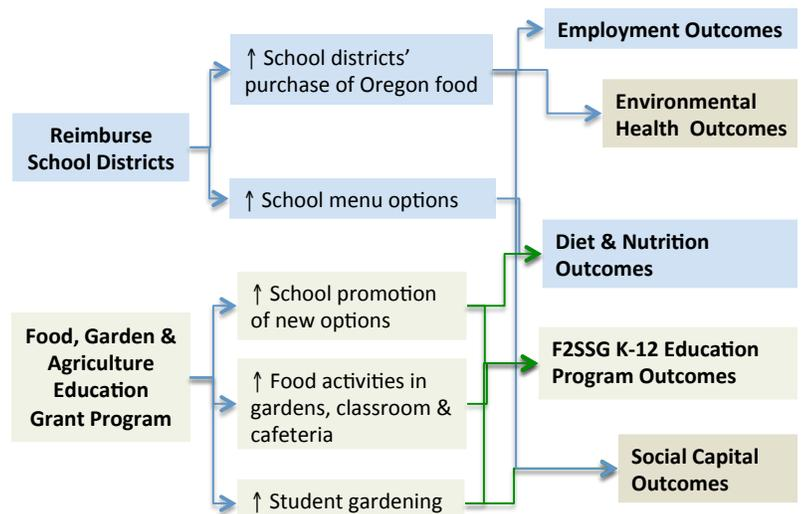 Reimburse
School Districts
Food, Garden &
Agriculture
Education
Grant Program
↑ School districts’
purchase of Oregon food
↑ School menu options
↑ School promotion
of new options
↑ Food activities in
gardens, classroom &
cafeteria
↑ Student gardening
Employment Outcomes
Environmental
Health Outcomes
Diet & Nutrition
Outcomes
F2SSG K-12 Education
Program Outcomes
Social Capital
Outcomes